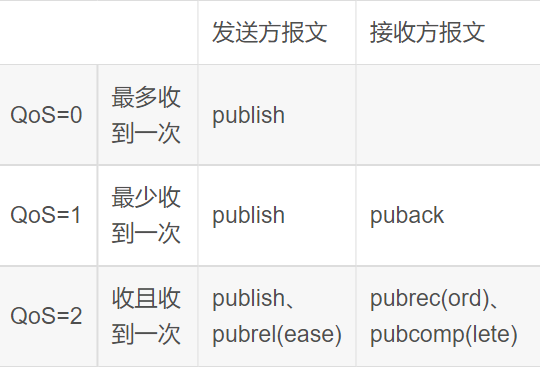 发送方报文 接收方报文
QoS=0 最多收到一次 publish
QoS=1 最少收到一次 publish puback
QoS=2 收且收到一次 publish、pubrel(ease) pubrec(ord)、pubcomp(lete)